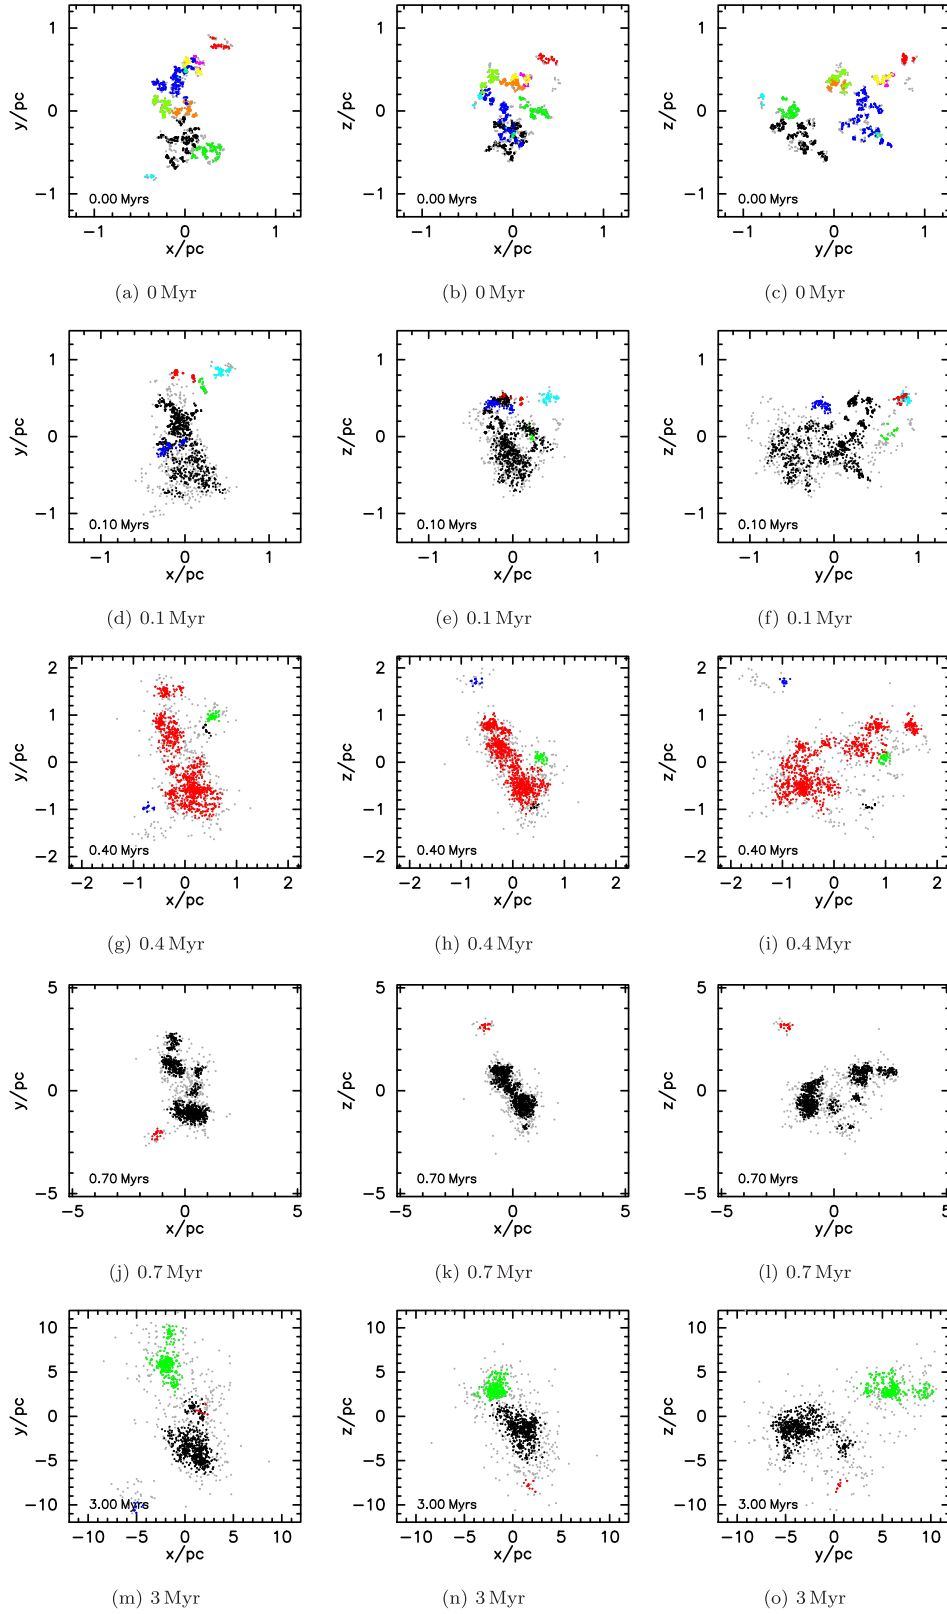 1
0
−1
y/pc
0.00 Myrs
−1 0 1
x/pc
(a) 0 Myr
1
0
−1
z/pc
0.00 Myrs
−1 0 1
x/pc
(b) 0 Myr
1
0
−1
z/pc
0.00 Myrs
−1 0 1
y/pc
(c) 0 Myr
1
0
−1
y/pc
0.10 Myrs
−1 0 1
x/pc
(d) 0.1 Myr
1
0
−1
z/pc
0.10 Myrs
−1 0 1
x/pc
(e) 0.1 Myr
1
0
−1
z/pc
0.10 Myrs
−1 0 1
y/pc
(f) 0.1 Myr
2
1
0
−1
−2
y/pc
0.40 Myrs
−2 −1 0 1 2
x/pc
(g) 0.4 Myr
2
1
0
−1
−2
z/pc
0.40 Myrs
−2 −1 0 1 2
x/pc
(h) 0.4 Myr
2
1
0
−1
−2
z/pc
0.40 Myrs
−2 −1 0 1 2
y/pc
(i) 0.4 Myr
5
0
−5
y/pc
0.70 Myrs
−5 0 5
x/pc
(j) 0.7 Myr
5
0
−5
z/pc
0.70 Myrs
−5 0 5
x/pc
(k) 0.7 Myr
5
0
−5
z/pc
0.70 Myrs
−5 0 5
y/pc
(l) 0.7 Myr
10
5
0
−5
−10
y/pc
3.00 Myrs
−10 −5 0 5 10
x/pc
(m) 3 Myr
10
5
0
−5
−10
z/pc
3.00 Myrs
−10 −5 0 5 10
x/pc
(n) 3 Myr
10
5
0
−5
−10
z/pc
3.00 Myrs
−10 −5 0 5 10
y/pc
(o) 3 Myr